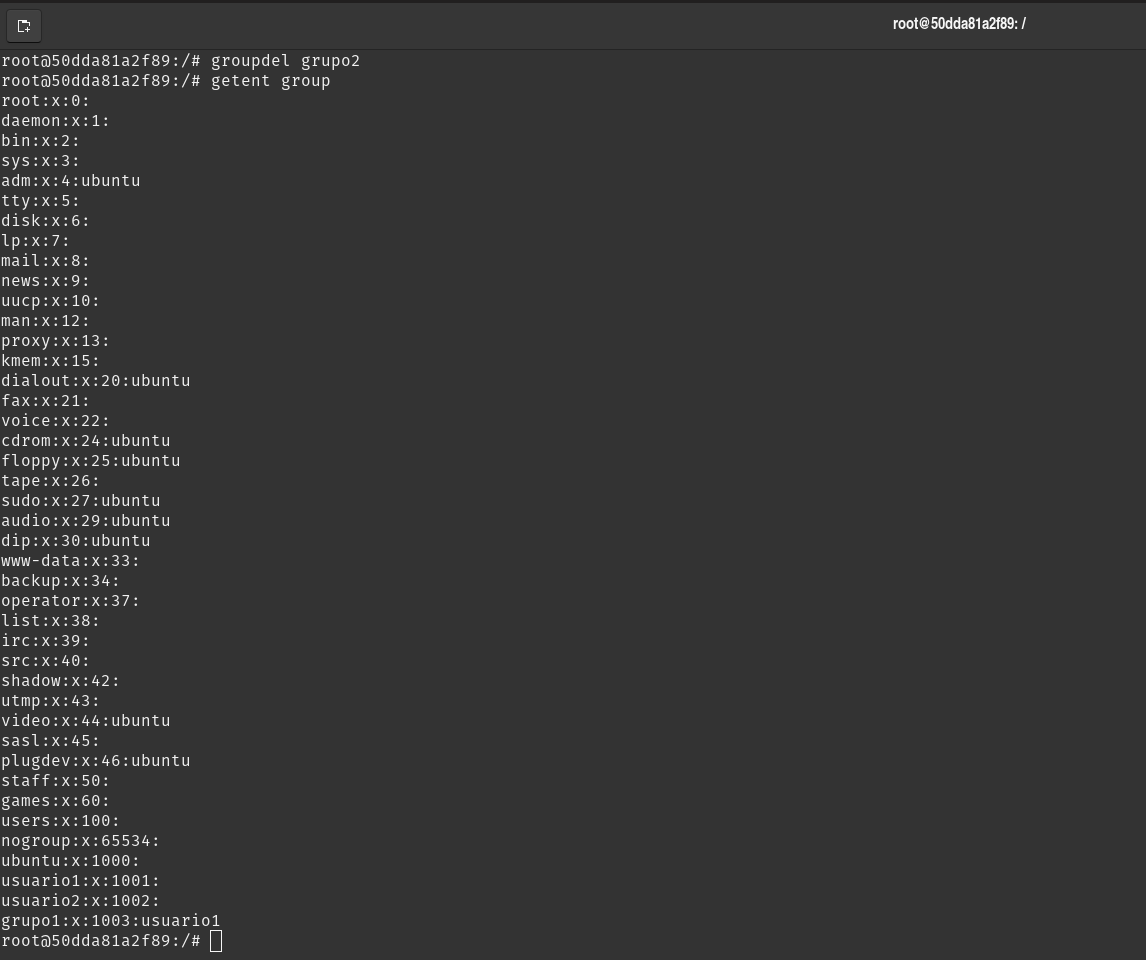 root@50dda81a2f89: /
root@50dda81a2f89:/# groupdel grupo2
root@50dda81a2f89:/# getent group
root:x:0:
daemon:x:1:
bin:x:2:
sys:x:3:
adm:x:4:ubuntu
tty:x:5:
disk:x:6:
lp:x:7:
mail:x:8:
news:x:9:
uucp:x:10:
man:x:12:
proxy:x:13:
kmem:x:15:
dialout:x:20:ubuntu
fax:x:21:
voice:x:22:
cdrom:x:24:ubuntu
floppy:x:25:ubuntu
tape:x:26:
sudo:x:27:ubuntu
audio:x:29:ubuntu
dip:x:30:ubuntu
www-data:x:33:
backup:x:34:
operator:x:37:
list:x:38:
irc:x:39:
src:x:40:
shadow:x:42:
utmp:x:43:
video:x:44:ubuntu
sasl:x:45:
plugdev:x:46:ubuntu
staff:x:50:
games:x:60:
users:x:100:
nogroup:x:65534:
ubuntu:x:1000:
usuario1:x:1001:
usuario2:x:1002:
grupo1:x:1003:usuario1
root@50dda81a2f89:/#